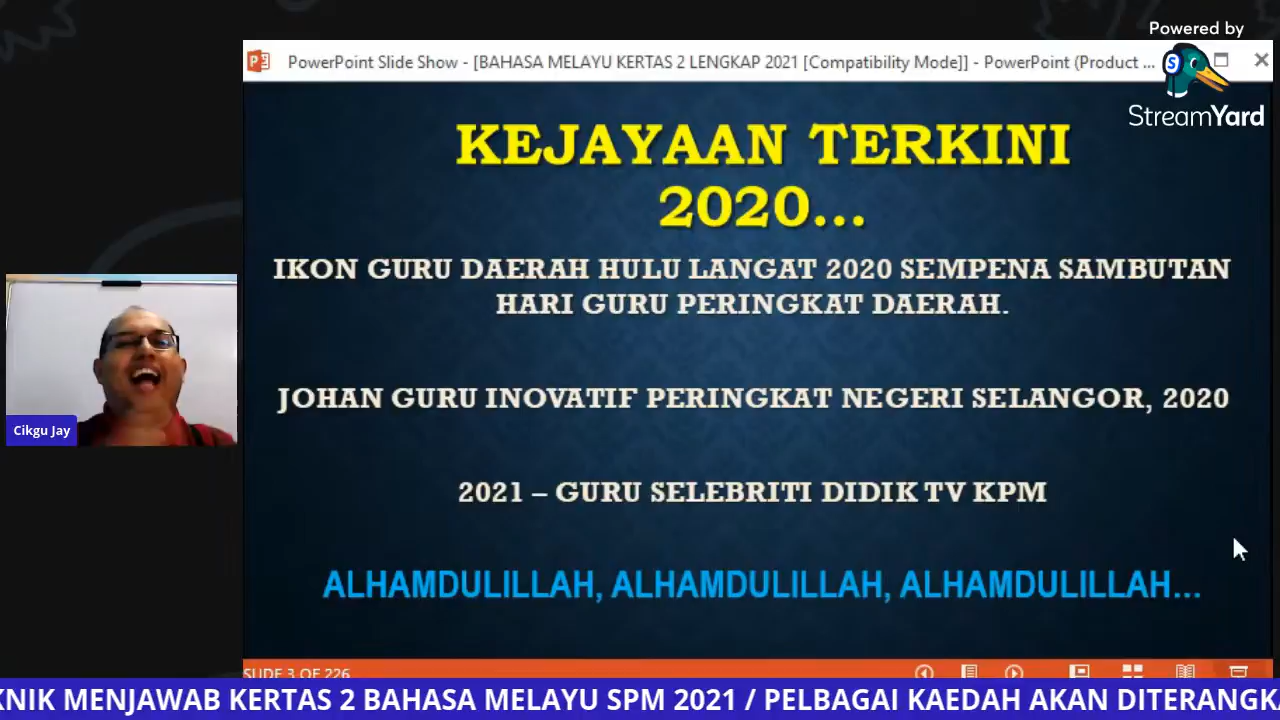 Powered by
StreamYard
PowerPoint Slide Show - [BAHASA MELAYU KERTAS 2 LENGKAP 2021 [Compatibility Mode]] - PowerPoint (Product ...
KEJAYAAN TERKINI
2020...
IKON GURU DAERAH HULU LANGAT 2020 SEMPENA SAMBUTAN
HARI GURU PERINGKAT DAERAH.
JOHAN GURU INOVATIF PERINGKAT NEGERI SELANGOR, 2020
2021 – GURU SELEBRITI DIDIK TV KPM
ALHAMDULILLAH, ALHAMDULILLAH, ALHAMDULILLAH...
Cikgu Jay
SLIDE 3 OF 226
KNIK MENJAWAB KERTAS 2 BAHASA MELAYU SPM 2021 / PELBAGAI KAEDAH AKAN DITERANGKA